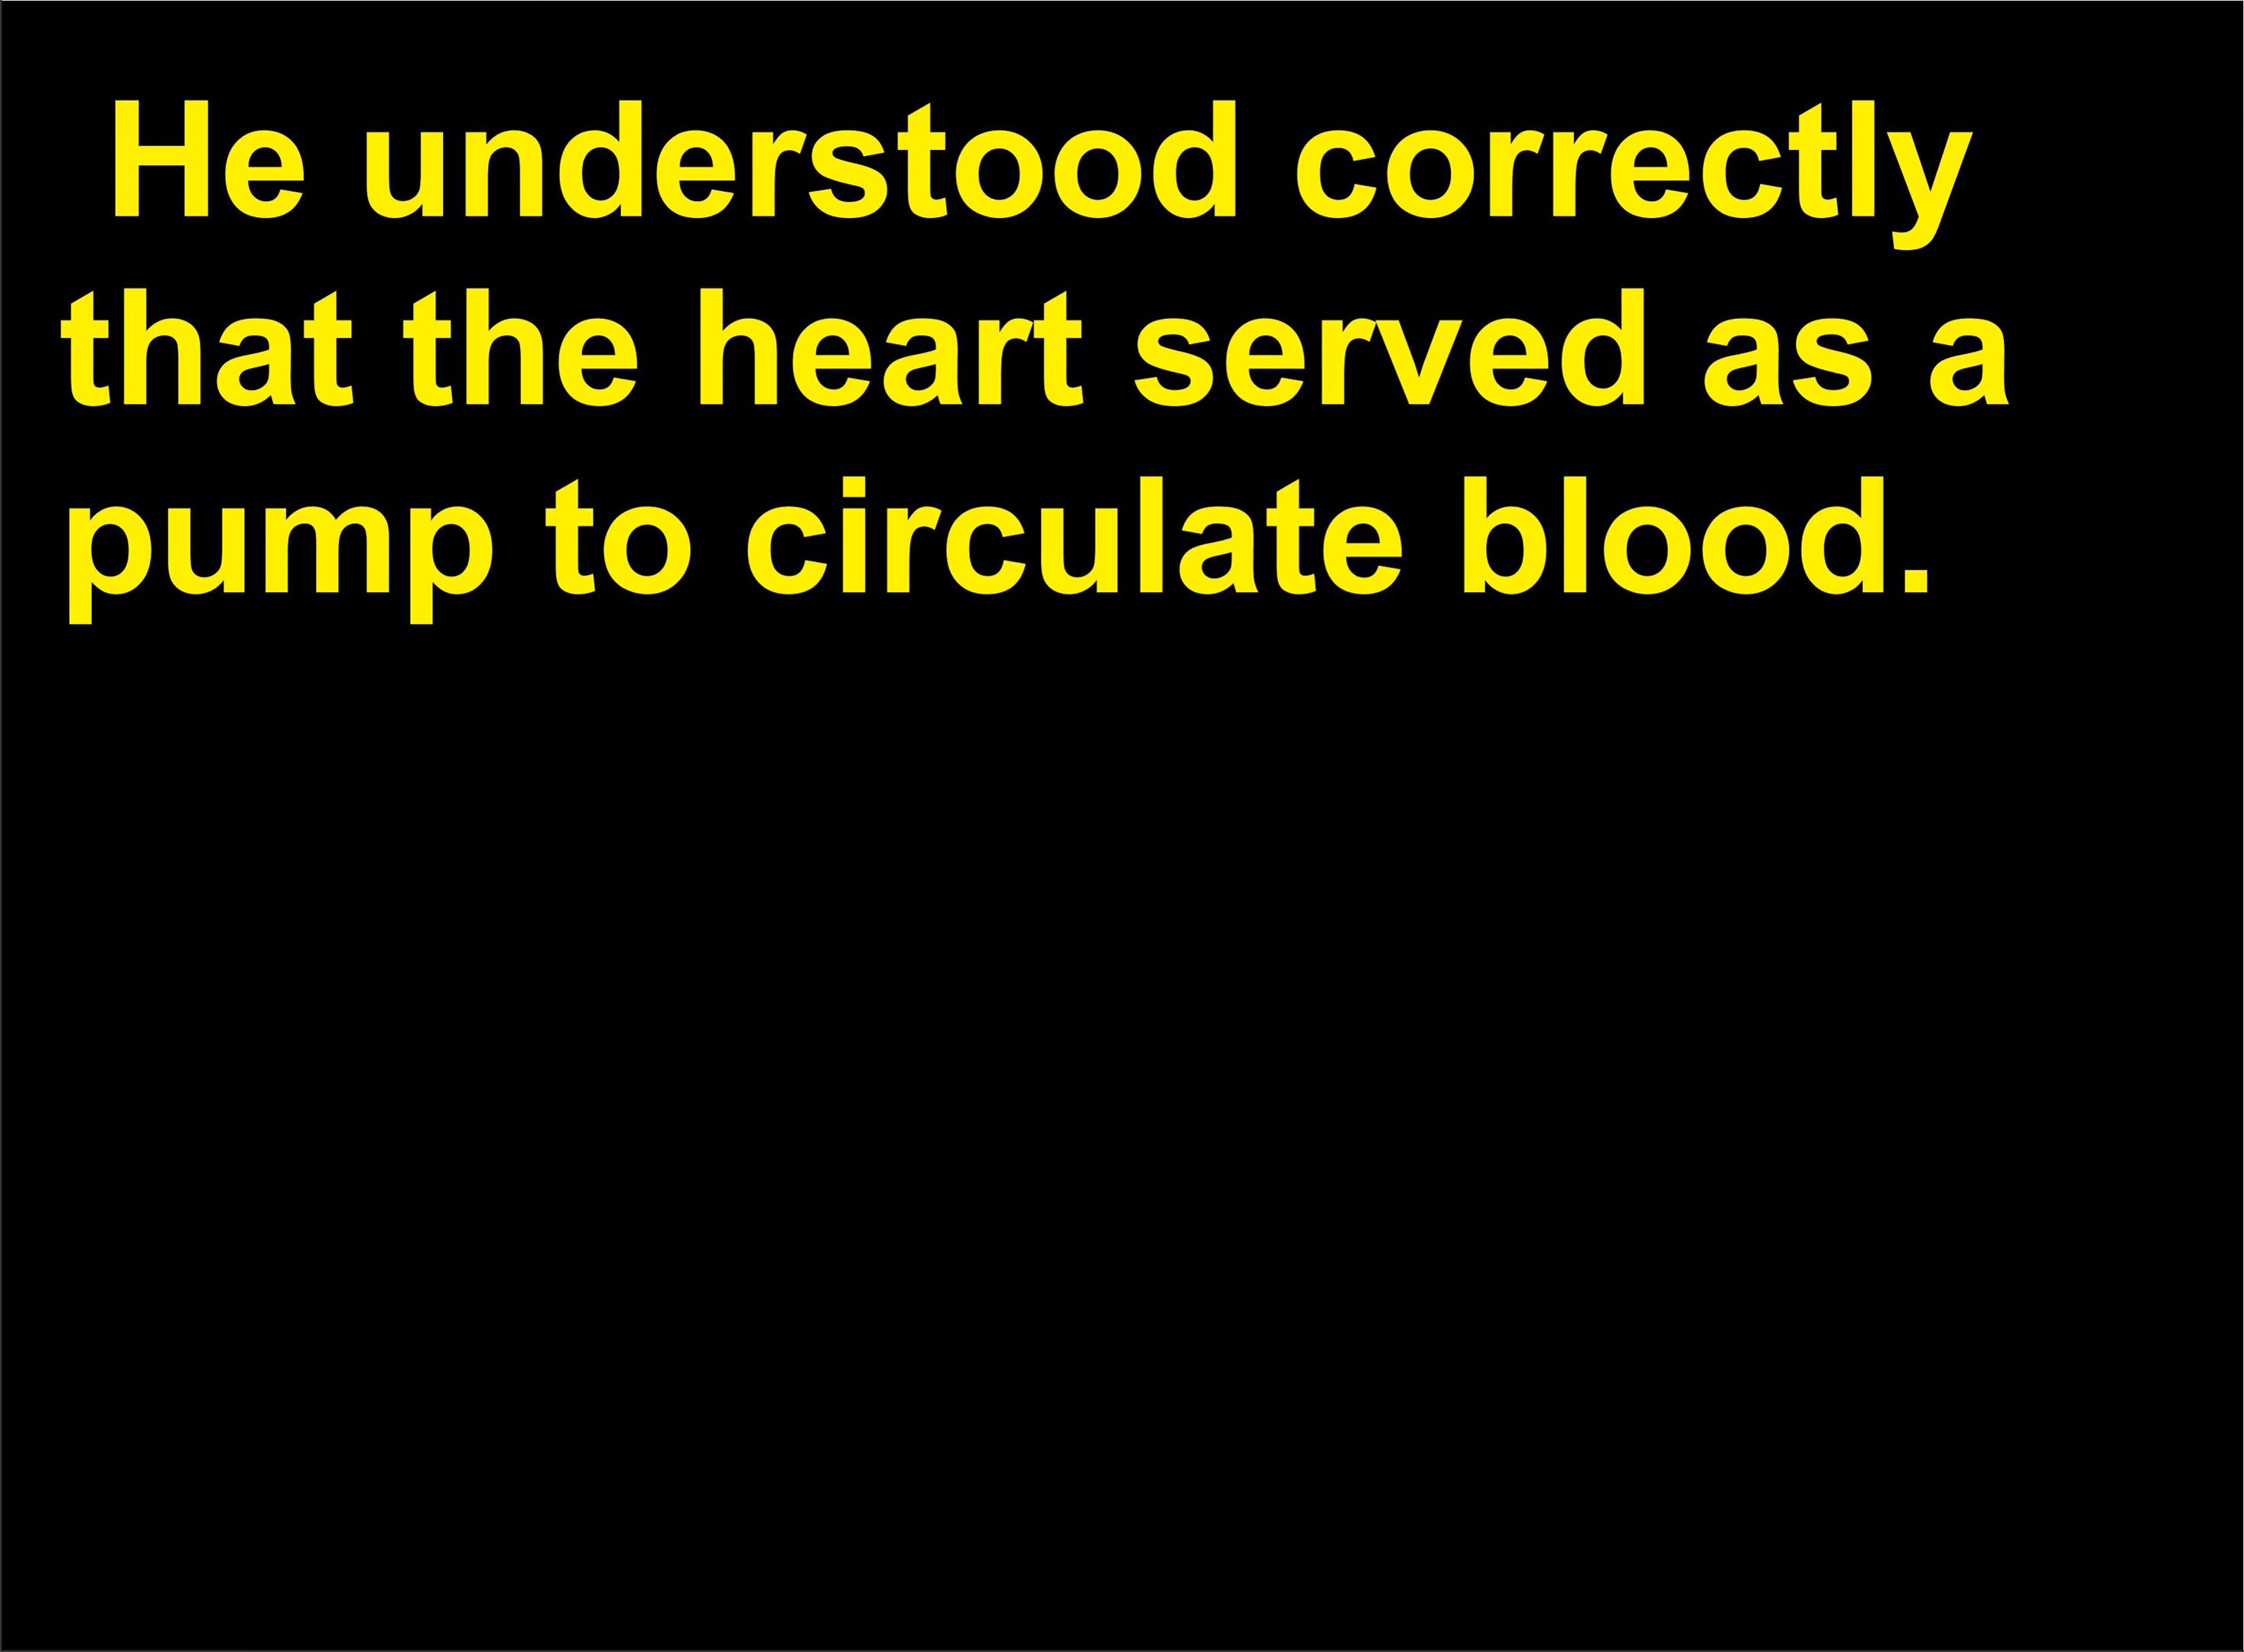 He understood correctly
that the heart served as a
pump to circulate blood.